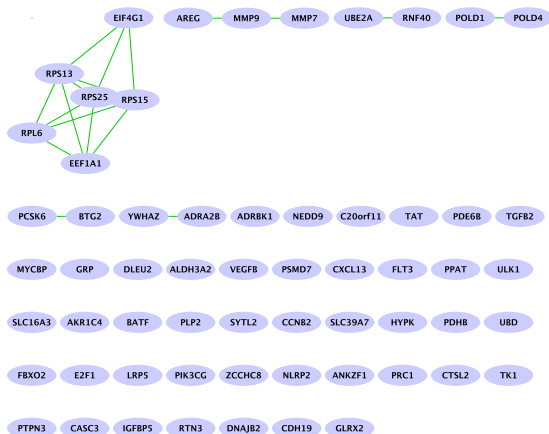 EIF4G1 AREG MMP9 MMP7 UBE2A RNF40 POLD1 POLD4
RPS13
RPS25 RPS15
RPL6
EEF1A1
PCSK6 BTG2 YWHAZ ADRA2B ADRBK1 NEDD9 C20orf11 TAT PDE6B TGFB2
MYCBP GRP DLEU2 ALDH3A2 VEGFB PSMD7 CXCL13 FLT3 PPAT ULK1
SLC16A3 AKR1C4 BATF PLP2 SYTL2 CCNB2 SLC39A7 HYPK PDHB UBD
FBXO2 E2F1 LRP5 PIK3CG ZCCHC8 NLRP2 ANKZF1 PRC1 CTSL2 TK1
PTPN3 CASC3 IGFBP5 RTN3 DNAJB2 CDH19 GLRX2